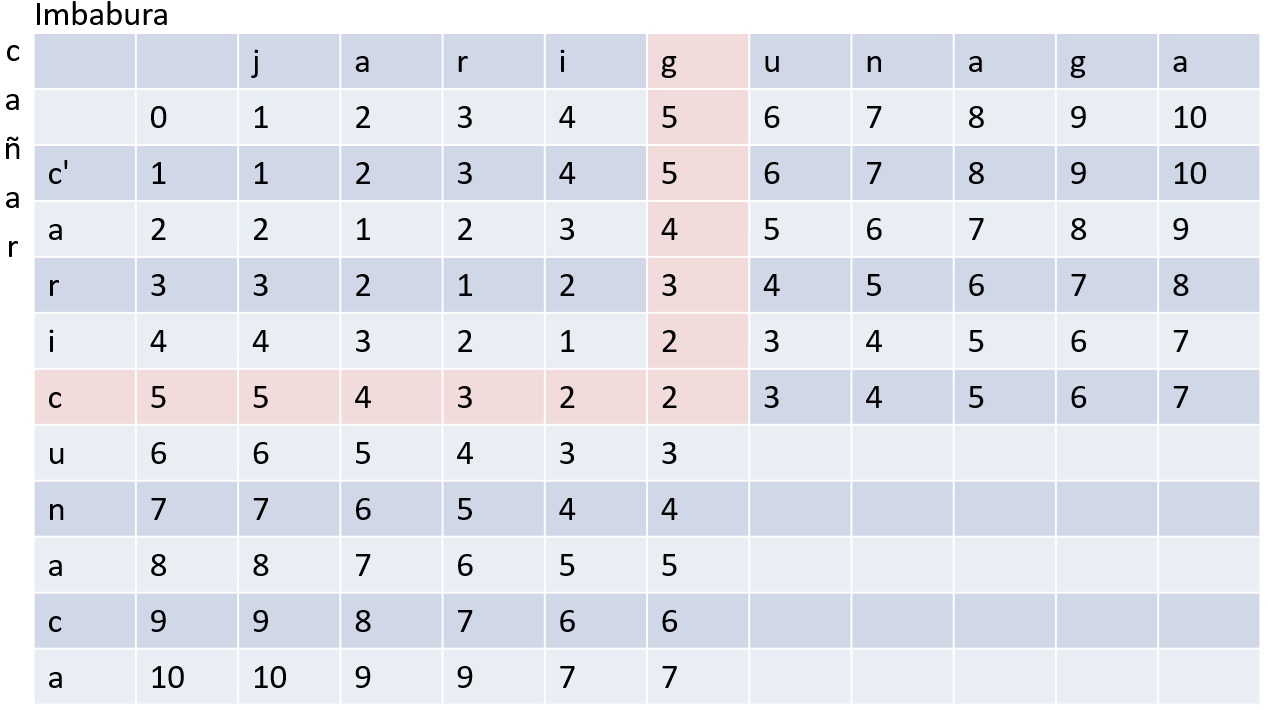 Imbabura
c
a
ñ
a
r
j a r i g u n a g a
0 1 2 3 4 5 6 7 8 9 10
c' 1 1 2 3 4 5 6 7 8 9 10
a 2 2 1 2 3 4 5 6 7 8 9
r 3 3 2 1 2 3 4 5 6 7 8
i 4 4 3 2 1 2 3 4 5 6 7
c 5 5 4 3 2 2 3 4 5 6 7
u 6 6 5 4 3 3
n 7 7 6 5 4 4
a 8 8 7 6 5 5
c 9 9 8 7 6 6
a 10 10 9 9 7 7